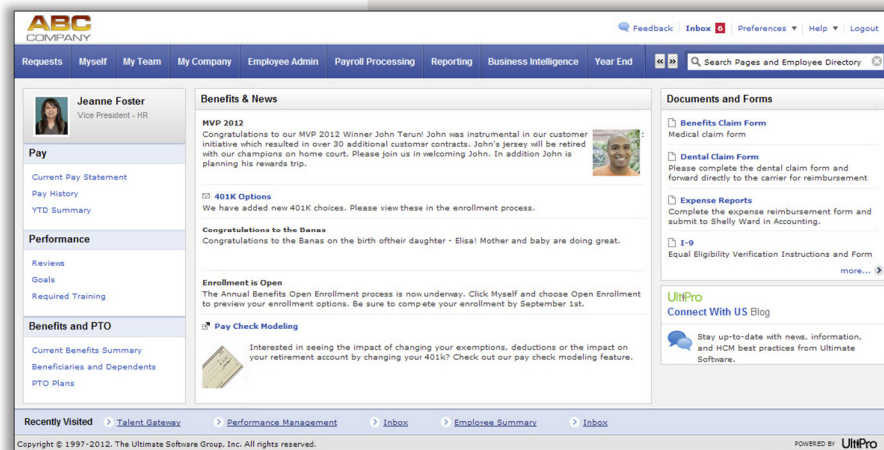 ABC
COMPANY
Feedback Inbox 6 Preferences Help Logout
Requests Myself My Team My Company Employee Admin Payroll Processing Reporting Business Intelligence Year End Search Pages and Employee Directory
Jeanne Foster
Vice President - HR
Pay
Current Pay Statement
Pay History
YTD Summary
Performance
Reviews
Goals
Required Training
Benefits and PTO
Current Benefits Summary
Beneficiaries and Dependents
PTO Plans
Benefits & News
MVP 2012
Congratulations to our MVP 2012 Winner John Terun! John was instrumental in our customer
initiative which resulted in over 30 additional customer contracts. John's jersey will be retired
with our champions on home court. Please join us in welcoming John. In addition John is
planning his rewards trip.
401K Options
We have added new 401K choices. Please view these in the enrollment process.
Congratulations to the Banas
Congratulations to the Banas on the birth oftheir daughter - Elisa! Mother and baby are doing great.
Enrollment is Open
The Annual Benefits Open Enrollment process is now underway. Click Myself and choose Open Enrollment
to preview your enrollment options. Be sure to comp ete your enrollment by September 1st.
Pay Check Modeling
Interested in seeing the impact of changing your exemptions, deductions or the impact on
your retirement account by changing your 401k? Check out our pay check modeling feature.
Documents and Forms
Benefits Claim Form
Medical claim form
Dental Claim Form
Please complete the dental claim form and
forward directly to the carrier for reimbursement
Expense Reports
Complete the expense reimbursement form and
submit to Shelly Ward in Accounting.
I-9
Equal Eligibility Verification Instructions and Form
more...
UltiPro
Connect With US Blog
Stay up-to-date with news, information,
and HCM best practices from Ultimate
Software.
Recently Visited Talent Gateway Performance Management Inbox Employee Summary Inbox
Copyright © 1997-2012. The Ultimate Software Group, Inc. All rights reserved. POWERED BY UltiPro